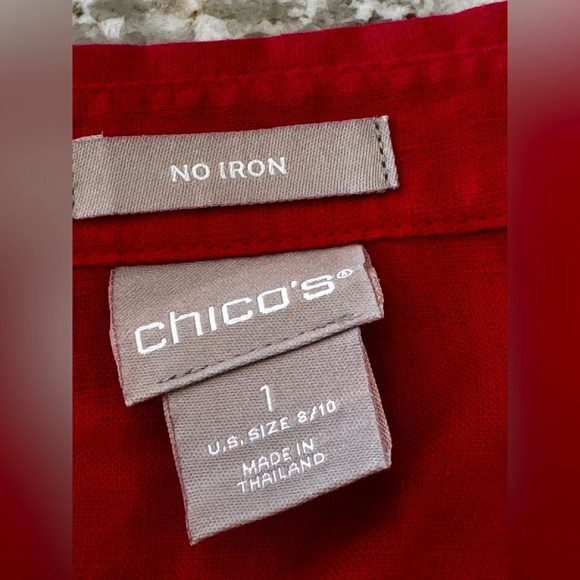 NO IRON
chico's®
1
U.S. SIZE 8/10
MADE IN
THAILAND